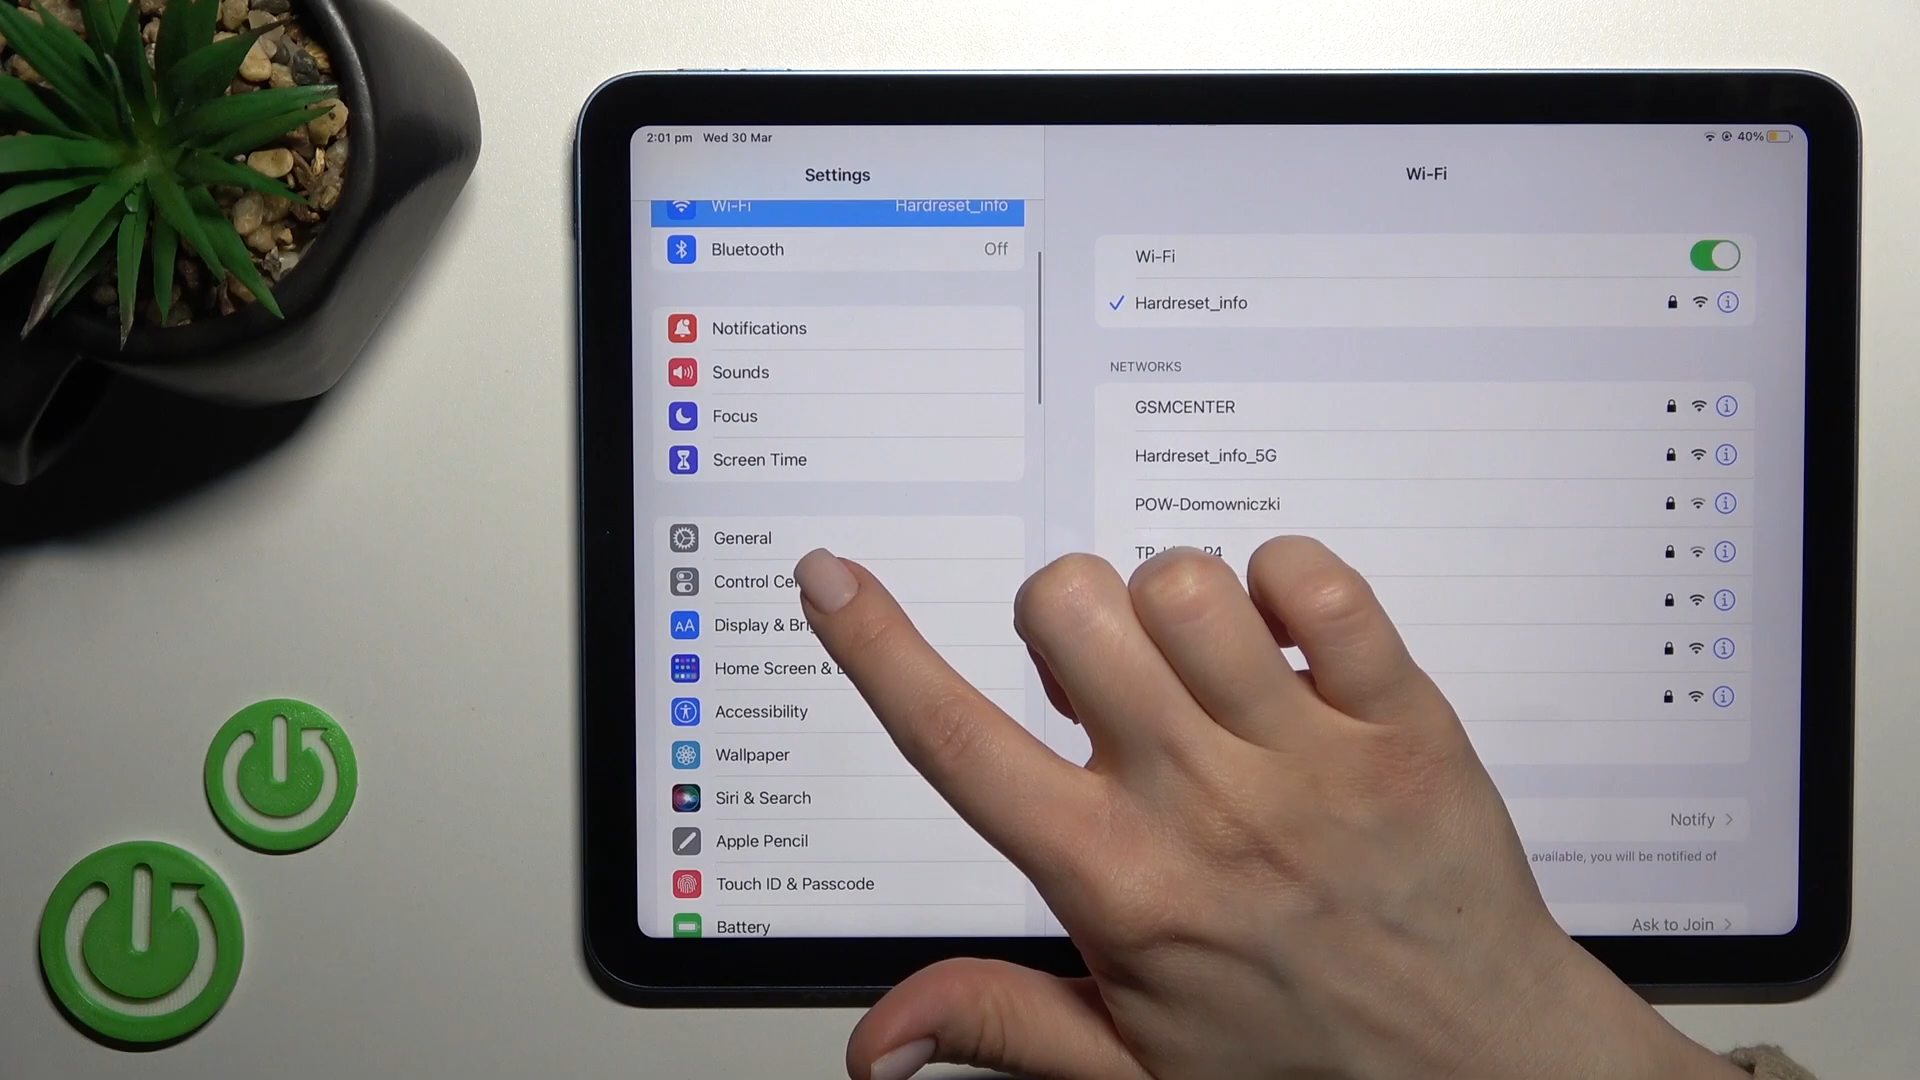 2:01 pm Wed 30 Mar
40%
Settings
Wi-Fi Hardreset_info
Bluetooth Off
Notifications
Sounds
Focus
Screen Time
General
Control
Display &
Home Screen &
Accessibility
Wallpaper
Siri & Search
Apple Pencil
Touch ID & Passcode
Battery
Wi-Fi
Wi-Fi
Hardreset_info
NETWORKS
GSMCENTER
Hardreset_info_5G
POW-Domowniczki
Notify
available, you will be notified of
Ask to Join